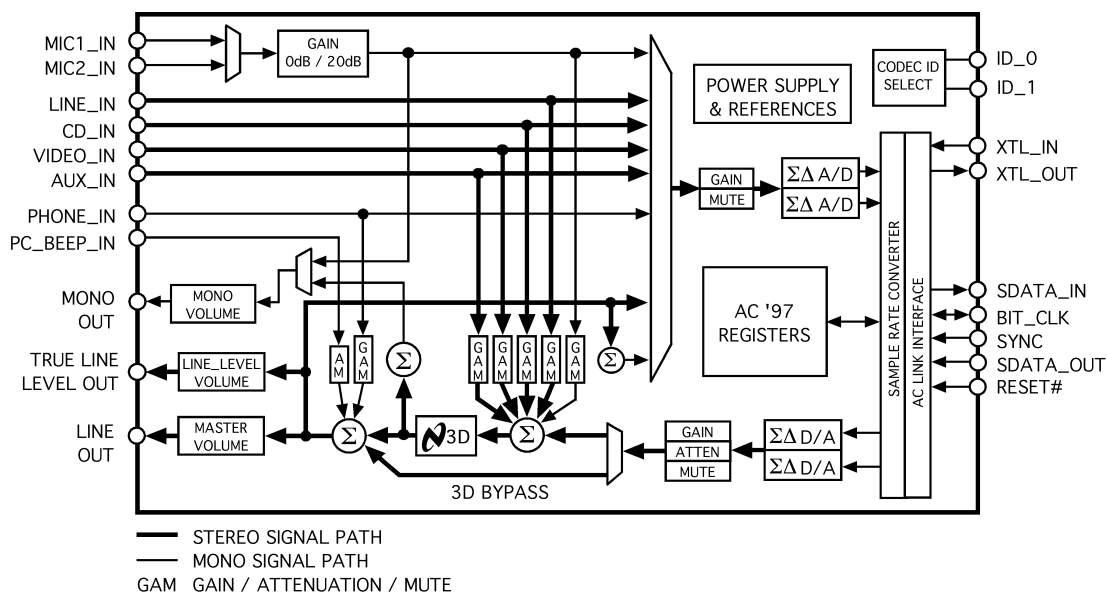 MIC1_IN
MIC2_IN
LINE_IN
CD_IN
VIDEO_IN
AUX_IN
PHONE_IN
PC_BEEP_IN
MONO
OUT
TRUE LINE
LEVEL OUT
LINE
OUT
GAIN
0dB / 20dB
MONO
VOLUME
LINE_LEVEL
VOLUME
MASTER
VOLUME
AM
GAM
Σ
GAM
GAM
GAM
GAM
GAM
Σ
Σ
3D
Σ
3D BYPASS
POWER SUPPLY
& REFERENCES
CODEC ID
SELECT
GAIN
MUTE
ΣΔ A/D
ΣΔ A/D
AC '97
REGISTERS
GAIN
ATTEN
MUTE
ΣΔ D/A
ΣΔ D/A
SAMPLE RATE CONVERTER
AC LINK INTERFACE
ID_0
ID_1
XTL_IN
XTL_OUT
SDATA_IN
BIT_CLK
SYNC
SDATA_OUT
RESET#
STEREO SIGNAL PATH
MONO SIGNAL PATH
GAM GAIN / ATTENUATION / MUTE